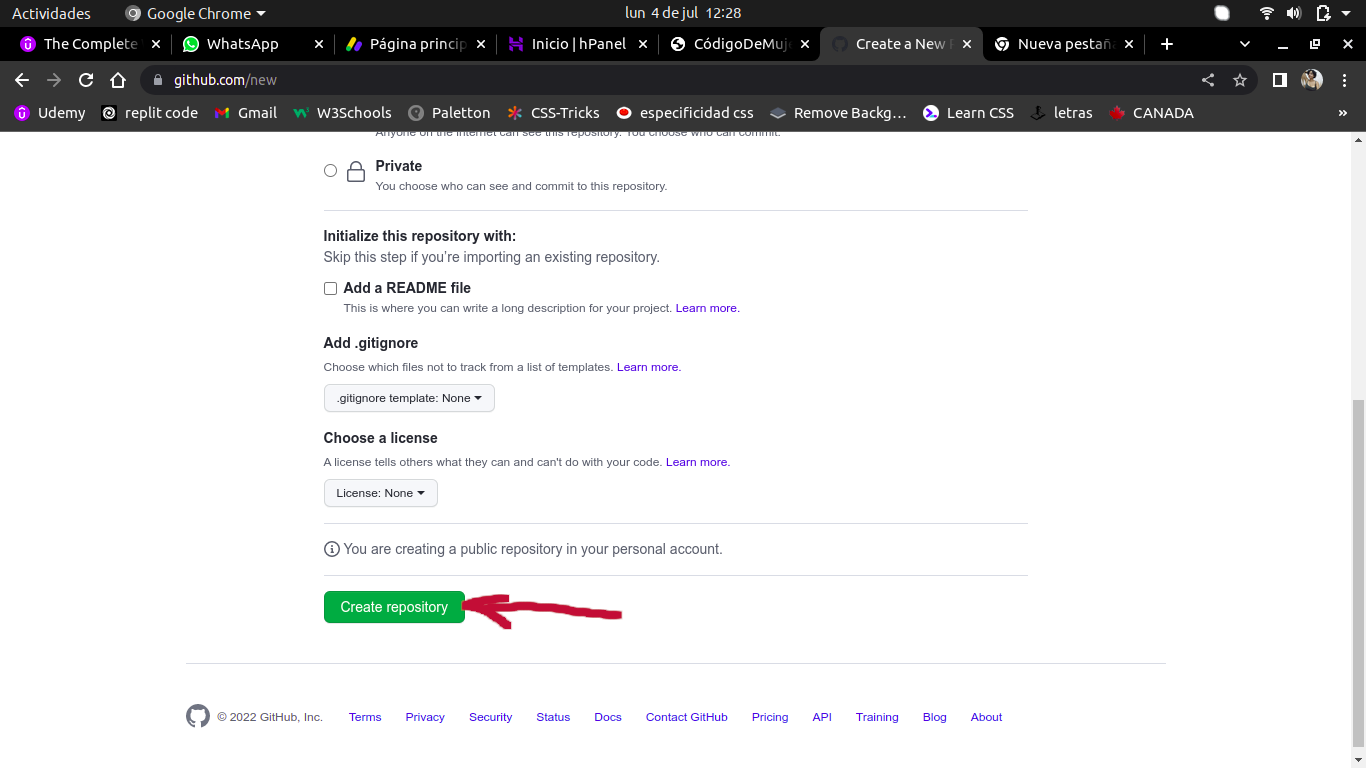 Actividades Google Chrome lun 4 de jul 12:28
The Complete WhatsApp Página princip Inicio | hPanel CódigoDeMuj Create a New R Nueva pestañ
github.com/new
Udemy replit code Gmail W3Schools Paletton CSS-Tricks especificidad css Remove Backg… Learn CSS letras CANADA »
Anyone on the internet can see this repository. You choose who can commit.
Private
You choose who can see and commit to this repository.
Initialize this repository with:
Skip this step if you're importing an existing repository.
Add a README file
This is where you can write a long description for your project. Learn more.
Add .gitignore
Choose which files not to track from a list of templates. Learn more.
.gitignore template: None
Choose a license
A license tells others what they can and can't do with your code. Learn more.
License: None
You are creating a public repository in your personal account.
Create repository
© 2022 GitHub, Inc. Terms Privacy Security Status Docs Contact GitHub Pricing API Training Blog About